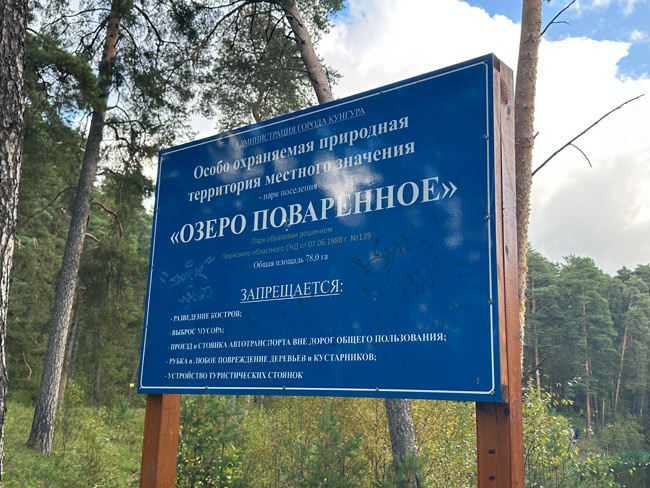 АДМИНИСТРАЦИЯ ГОРОДА КУНГУРА
Особо охраняемая природная
территория местного значения
- парк поселения
«ОЗЕРО ПОВАРЕННОЕ»
Парк образован решением
Пермского областного СНД от 07.06.1988 г. №139
Общая площадь 78,0 га
ЗАПРЕЩАЕТСЯ:
- РАЗВЕДЕНИЕ КОСТРОВ;
- ВЫБРОС МУСОРА;
- ПРОЕЗД и СТОЯНКА АВТОТРАНСПОРТА ВНЕ ДОРОГ ОБЩЕГО ПОЛЬЗОВАНИЯ;
- РУБКА и ЛЮБОЕ ПОВРЕЖДЕНИЕ ДЕРЕВЬЕВ и КУСТАРНИКОВ;
- УСТРОЙСТВО ТУРИСТИЧЕСКИХ СТОЯНОК